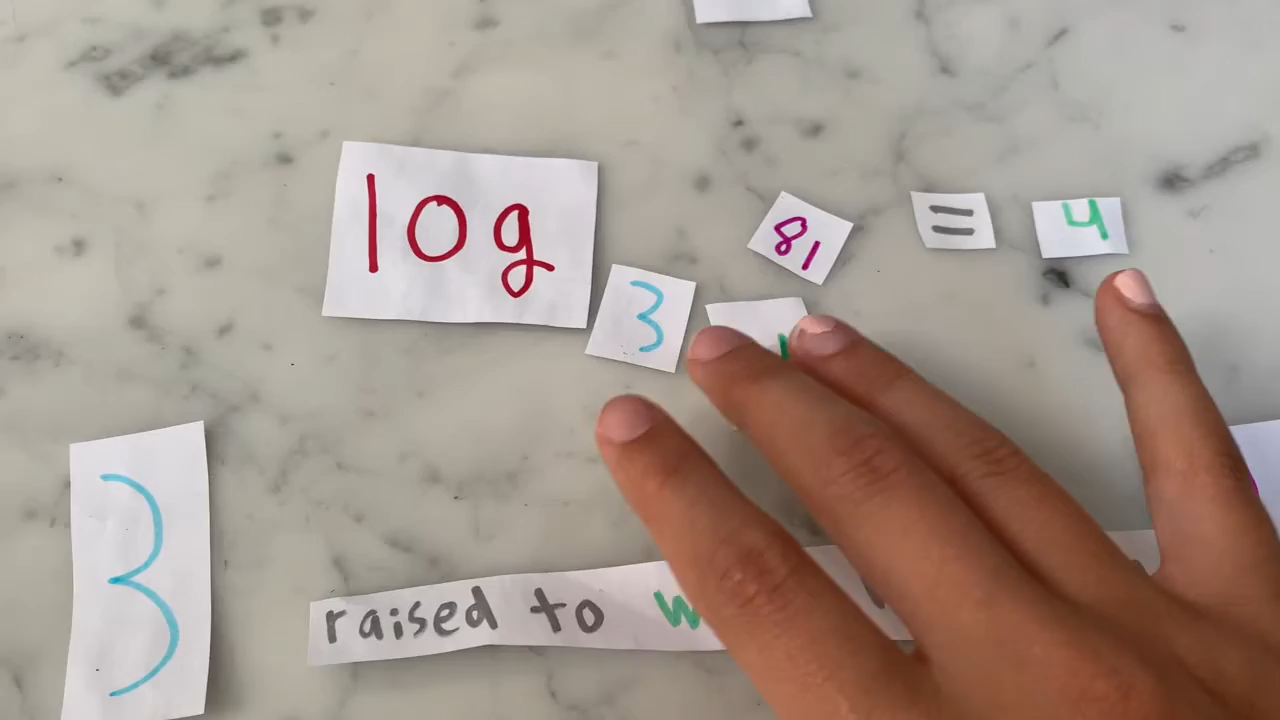 log 3 81 = 4
3 raised to